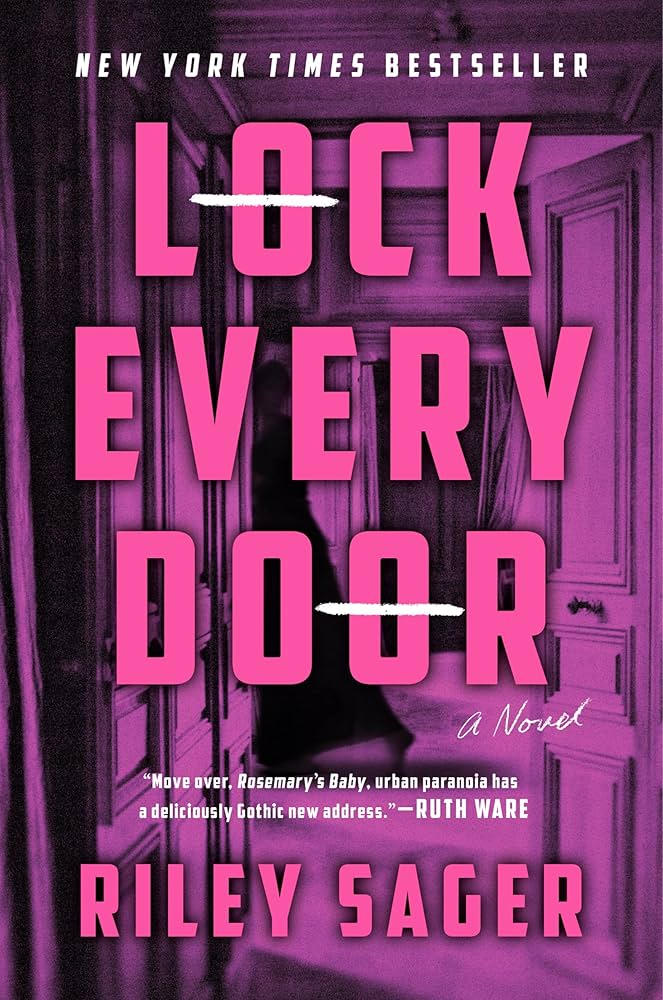 NEW YORK TIMES BESTSELLER
LOCK
EVERY
DOOR
a Novel
“Move over, Rosemary’s Baby, urban paranoia has
a deliciously Gothic new address.”—RUTH WARE
RILEY SAGER